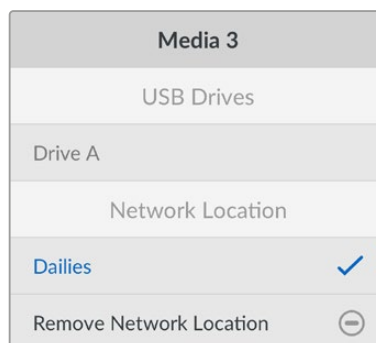 Media 3
USB Drives
Drive A
Network Location
Dailies
Remove Network Location